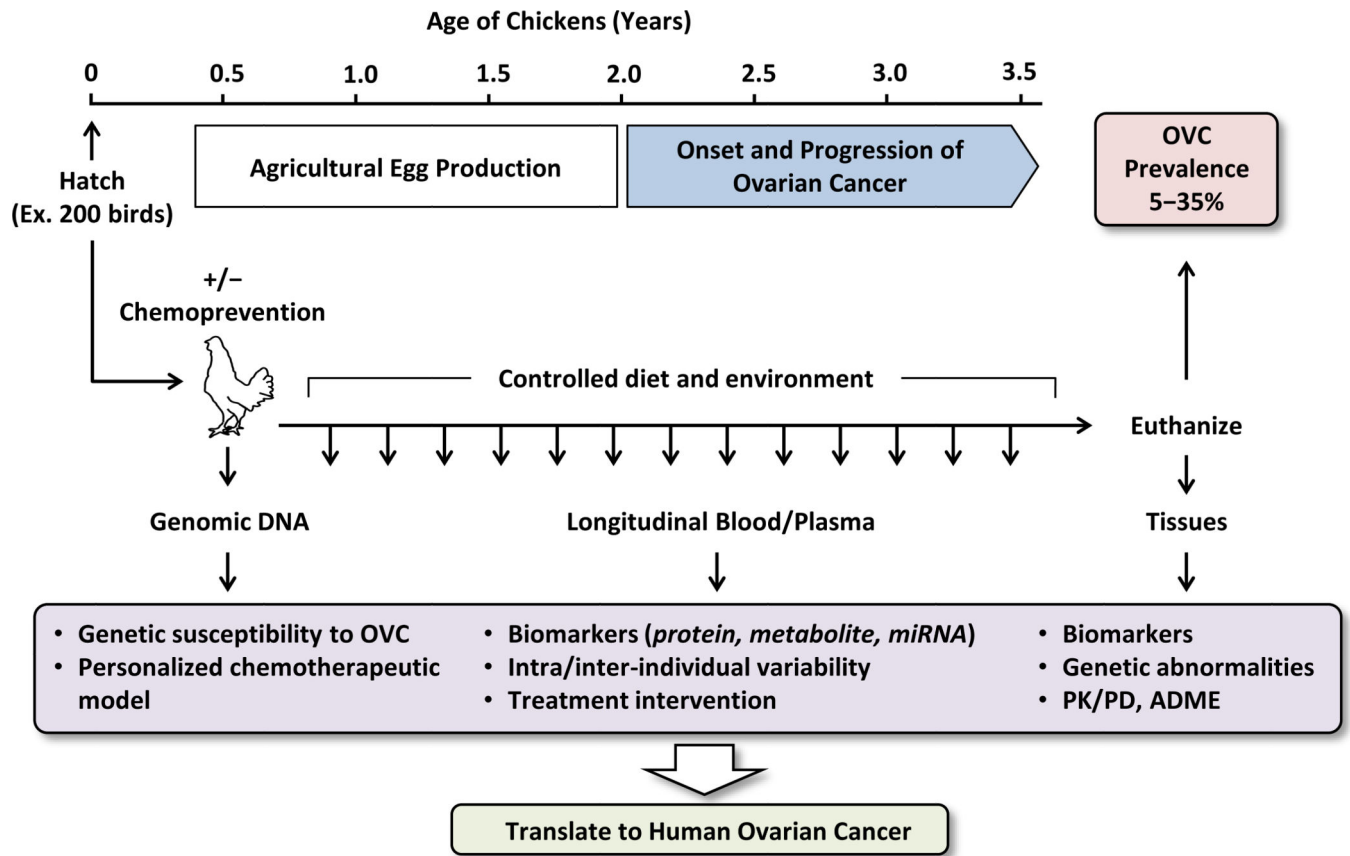 Age of Chickens (Years)
0 0.5 1.0 1.5 2.0 2.5 3.0 3.5
Hatch
(Ex. 200 birds)
Agricultural Egg Production
Onset and Progression of
Ovarian Cancer
OVC
Prevalence
5–35%
+/–
Chemoprevention
Controlled diet and environment
Euthanize
Genomic DNA
Longitudinal Blood/Plasma
Tissues
• Genetic susceptibility to OVC
• Personalized chemotherapeutic
model
• Biomarkers (protein, metabolite, miRNA)
• Intra/inter-individual variability
• Treatment intervention
• Biomarkers
• Genetic abnormalities
• PK/PD, ADME
Translate to Human Ovarian Cancer